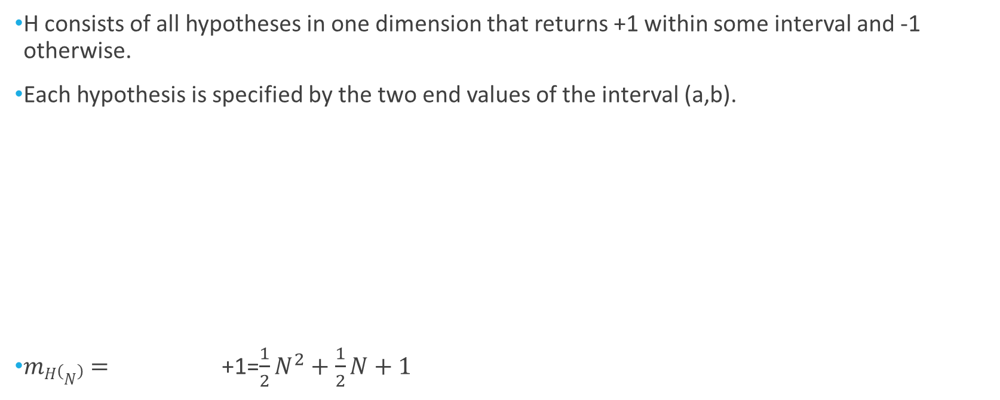 •H consists of all hypotheses in one dimension that returns +1 within some interval and -1
otherwise.
•Each hypothesis is specified by the two end values of the interval (a,b).
•$m_{H(_N)}$ = +1=$\frac{1}{2}N^2 + \frac{1}{2}N + 1$